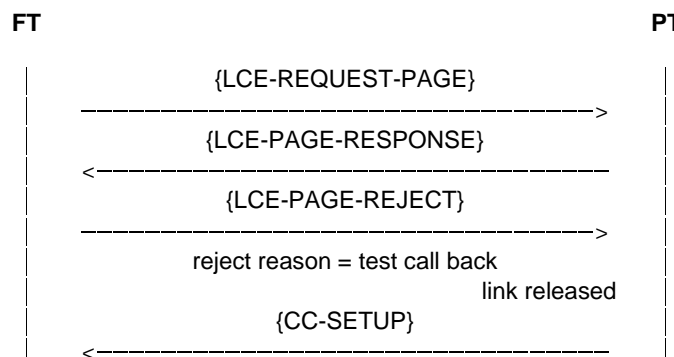 FT PT
{LCE-REQUEST-PAGE}
{LCE-PAGE-RESPONSE}
{LCE-PAGE-REJECT}
reject reason = test call back
link released
{CC-SETUP}